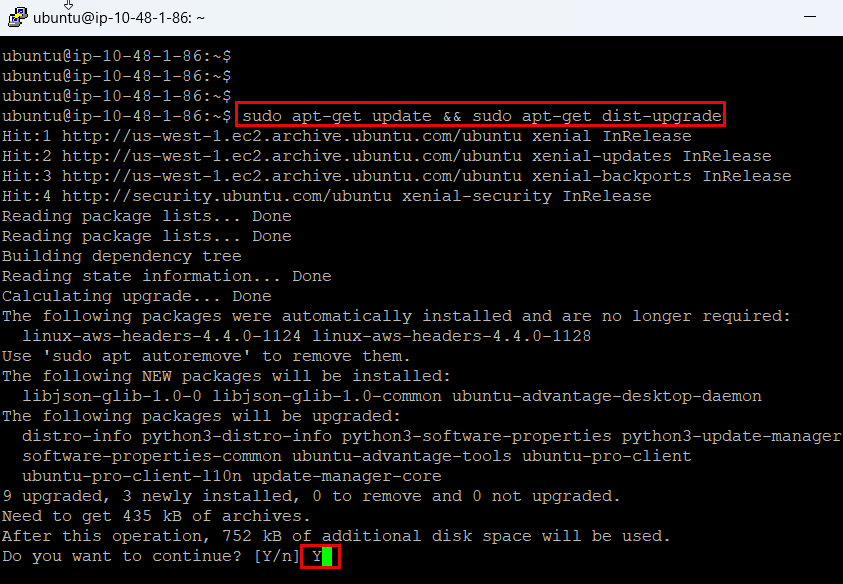 ubuntu@ip-10-48-1-86: ~
ubuntu@ip-10-48-1-86:~$
ubuntu@ip-10-48-1-86:~$
ubuntu@ip-10-48-1-86:~$
ubuntu@ip-10-48-1-86:~$ sudo apt-get update && sudo apt-get dist-upgrade
Hit:1 http://us-west-1.ec2.archive.ubuntu.com/ubuntu xenial InRelease
Hit:2 http://us-west-1.ec2.archive.ubuntu.com/ubuntu xenial-updates InRelease
Hit:3 http://us-west-1.ec2.archive.ubuntu.com/ubuntu xenial-backports InRelease
Hit:4 http://security.ubuntu.com/ubuntu xenial-security InRelease
Reading package lists... Done
Reading package lists... Done
Building dependency tree
Reading state information... Done
Calculating upgrade... Done
The following packages were automatically installed and are no longer required:
  linux-aws-headers-4.4.0-1124 linux-aws-headers-4.4.0-1128
Use 'sudo apt autoremove' to remove them.
The following NEW packages will be installed:
  libjson-glib-1.0-0 libjson-glib-1.0-common ubuntu-advantage-desktop-daemon
The following packages will be upgraded:
  distro-info python3-distro-info python3-software-properties python3-update-manager
  software-properties-common ubuntu-advantage-tools ubuntu-pro-client
  ubuntu-pro-client-l10n update-manager-core
9 upgraded, 3 newly installed, 0 to remove and 0 not upgraded.
Need to get 435 kB of archives.
After this operation, 752 kB of additional disk space will be used.
Do you want to continue? [Y/n] Y